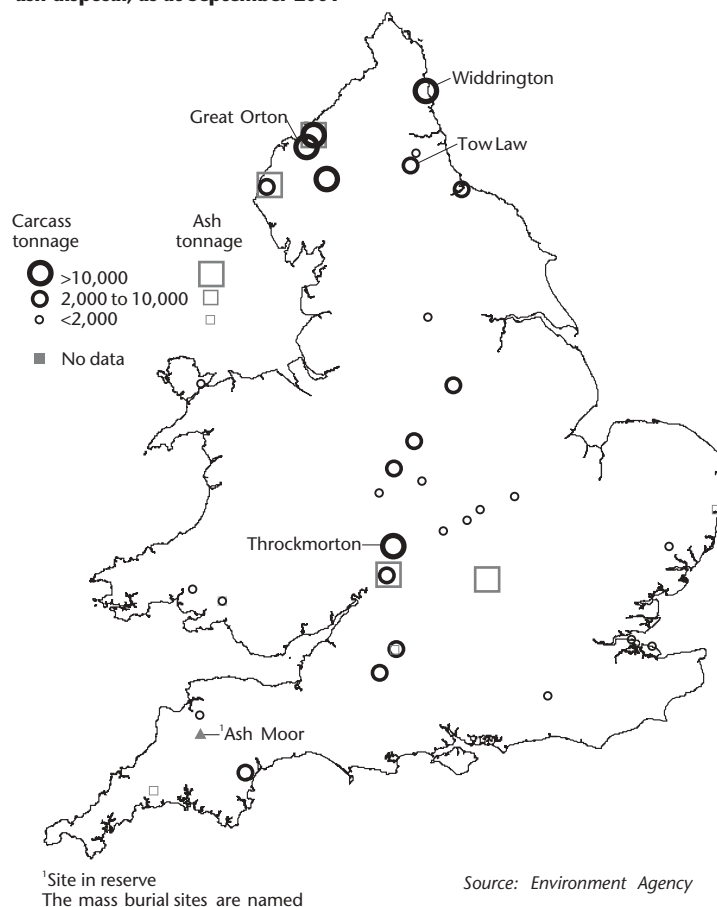 ash disposal, as at September 2001
Widdrington
Great Orton
Tow Law
Carcass
tonnage
Ash
tonnage
>10,000
2,000 to 10,000
<2,000
No data
Throckmorton
¹Ash Moor
¹Site in reserve
The mass burial sites are named
Source: Environment Agency